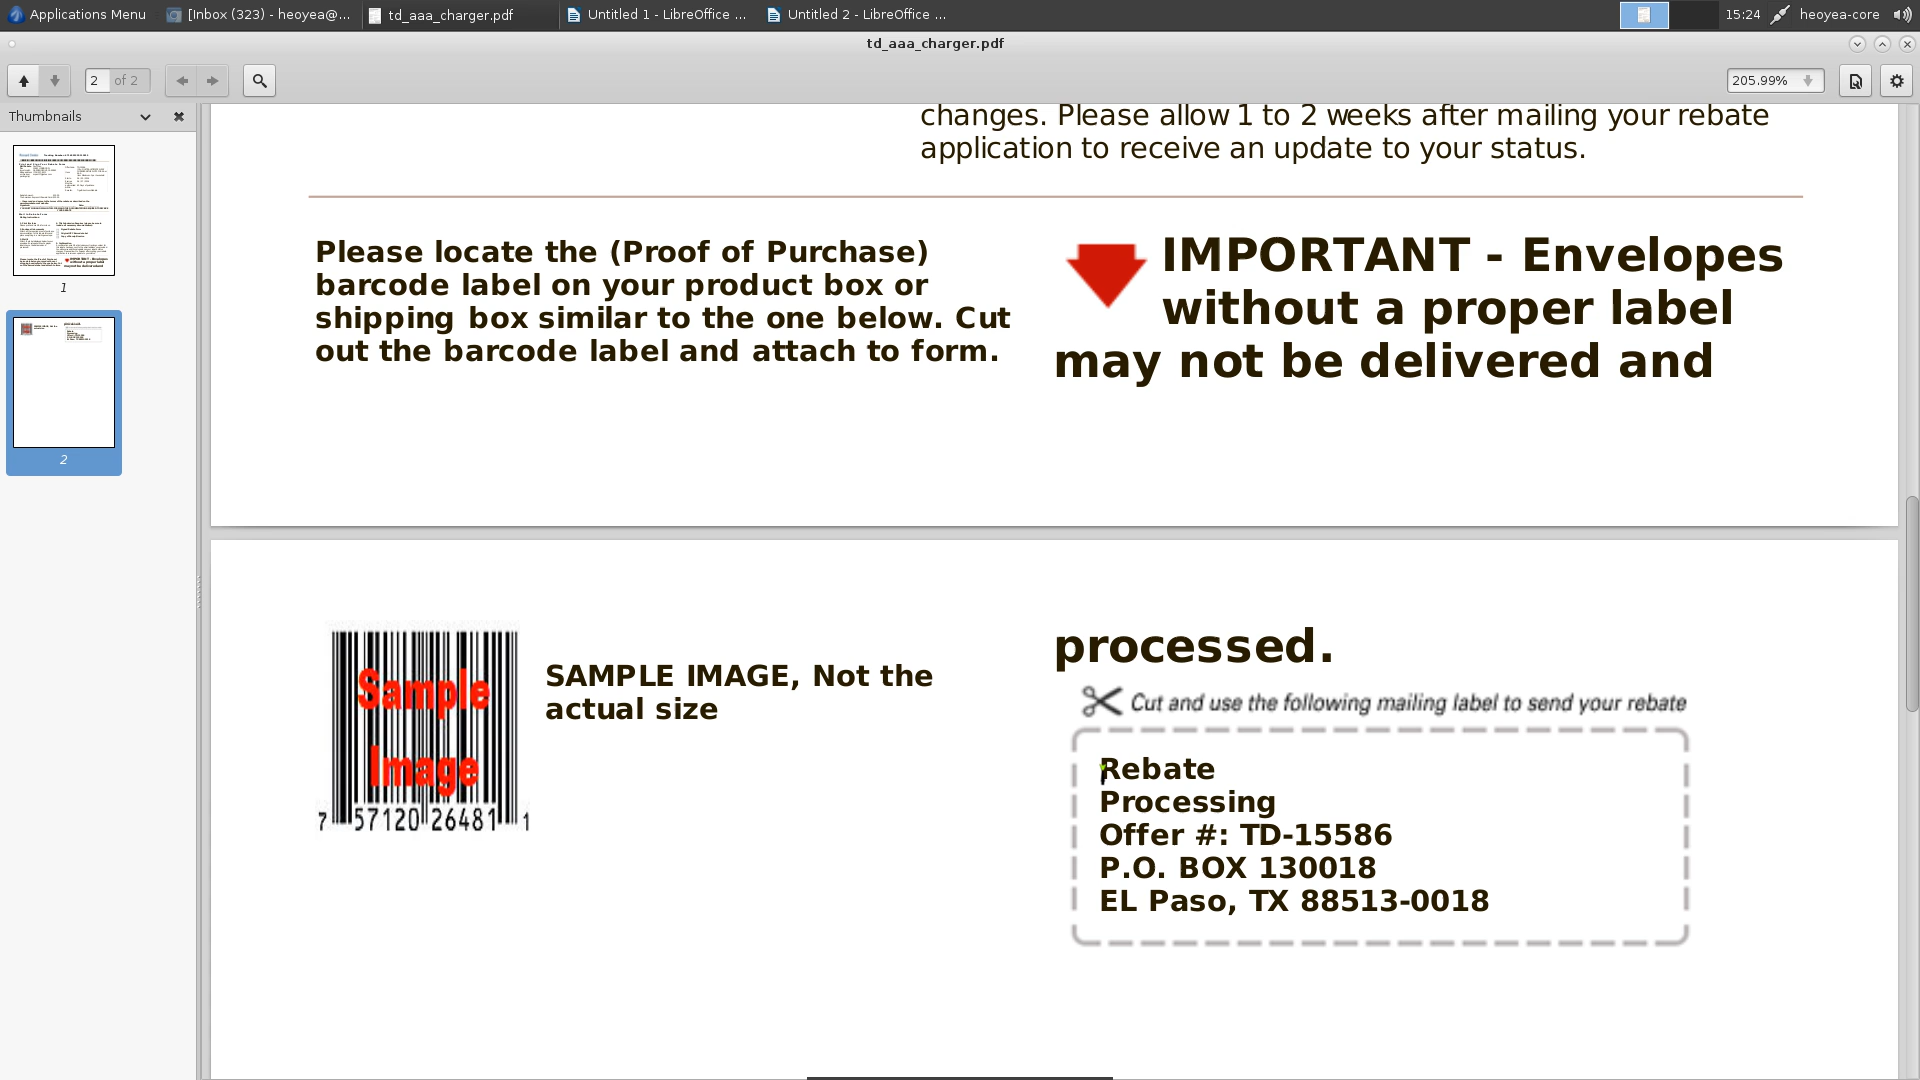 Applications Menu
[Inbox (323) - heoyea@...
td_aaa_charger.pdf
Untitled 1 - LibreOffice ...
Untitled 2 - LibreOffice ...
15:24
heoyea-core
td_aaa_charger.pdf
2 of 2
205.99%
Thumbnails
1
2
changes. Please allow 1 to 2 weeks after mailing your rebate
application to receive an update to your status.
Please locate the (Proof of Purchase)
barcode label on your product box or
shipping box similar to the one below. Cut
out the barcode label and attach to form.
IMPORTANT - Envelopes
without a proper label
may not be delivered and
Sample
Image
7 57120 26481 1
SAMPLE IMAGE, Not the
actual size
processed.
Cut and use the following mailing label to send your rebate
Rebate
Processing
Offer #: TD-15586
P.O. BOX 130018
EL Paso, TX 88513-0018